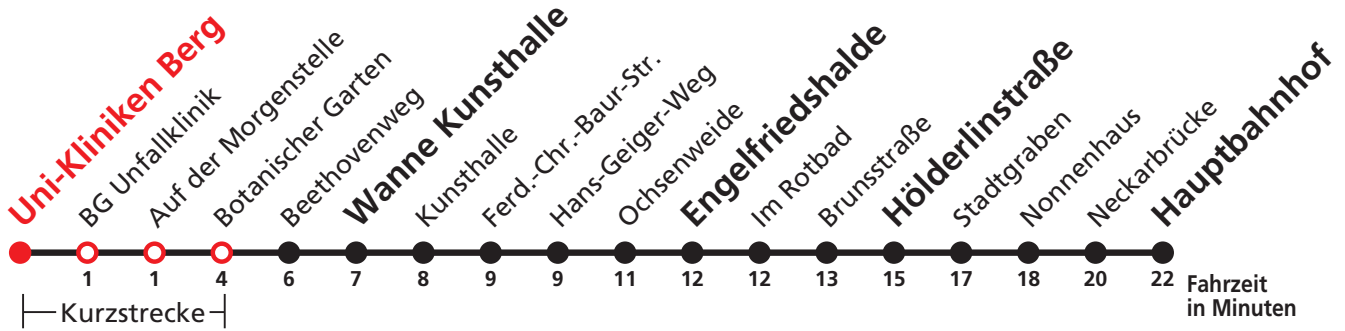 Uni-Kliniken Berg
BG Unfallklinik
Auf der Morgenstelle
Botanischer Garten
Beethovenweg
Wanne Kunsthalle
Kunsthalle
Ferd.-Chr.-Baur-Str.
Hans-Geiger-Weg
Ochsenweide
Engelfriedshalde
Im Rotbad
Brunsstraße
Hölderlinstraße
Stadtgraben
Nonnenhaus
Neckarbrücke
Hauptbahnhof
1 1 4 6 7 8 9 9 11 12 12 13 15 17 18 20 22 Fahrzeit
in Minuten
Kurzstrecke